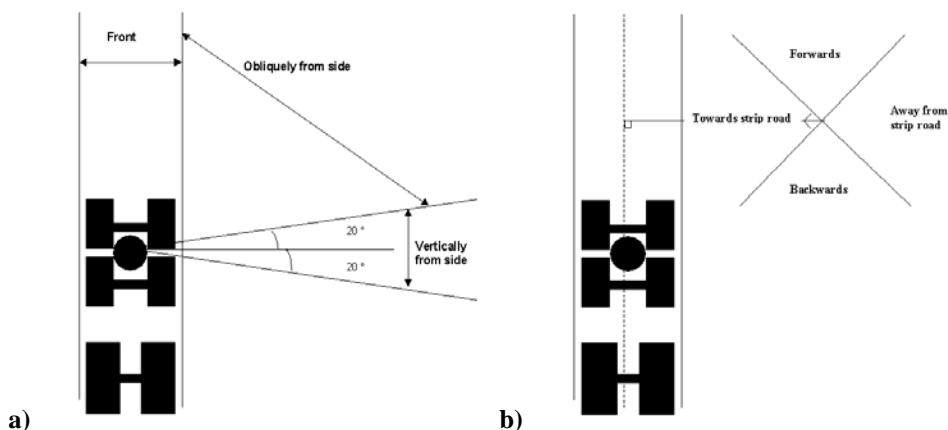 Front
Obliquely from side
20 °
20 °
Vertically
from side
a)
Forwards
Towards strip road
Away from
strip road
Backwards
b)